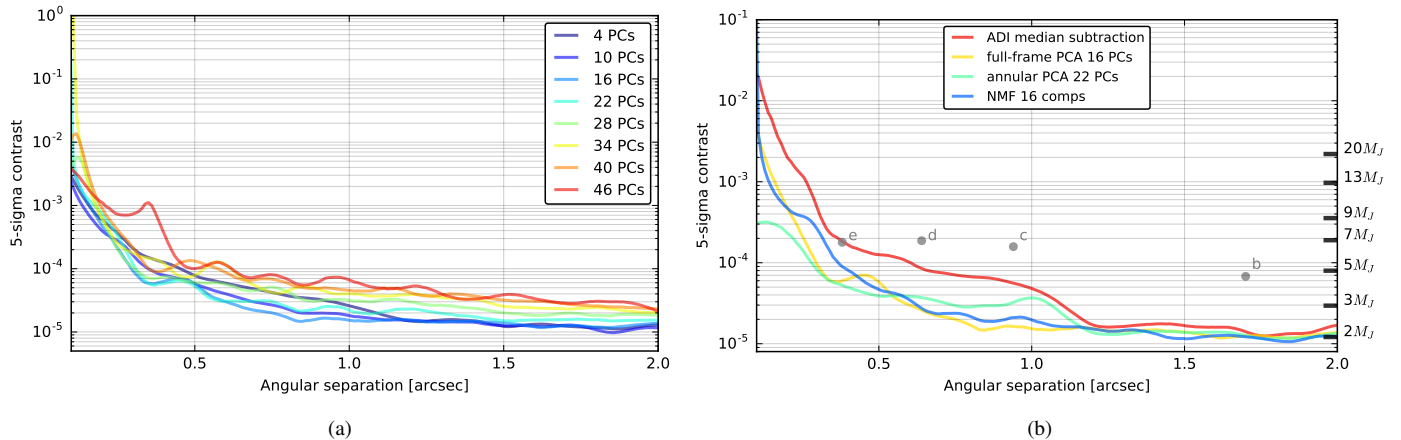 10⁰
10⁻¹
10⁻²
10⁻³
10⁻⁴
10⁻⁵
5-sigma contrast
0.5
1.0
1.5
2.0
Angular separation [arcsec]
4 PCs
10 PCs
16 PCs
22 PCs
28 PCs
34 PCs
40 PCs
46 PCs
(a)
10⁻¹
10⁻²
10⁻³
10⁻⁴
10⁻⁵
5-sigma contrast
0.5
1.0
1.5
2.0
Angular separation [arcsec]
ADI median subtraction
full-frame PCA 16 PCs
annular PCA 22 PCs
NMF 16 comps
e
d
c
b
20M_J
13M_J
9M_J
7M_J
5M_J
3M_J
2M_J
(b)